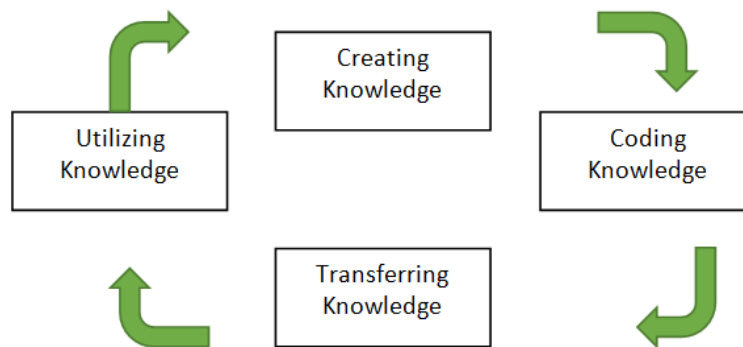 Creating
Knowledge
Utilizing
Knowledge
Coding
Knowledge
Transferring
Knowledge